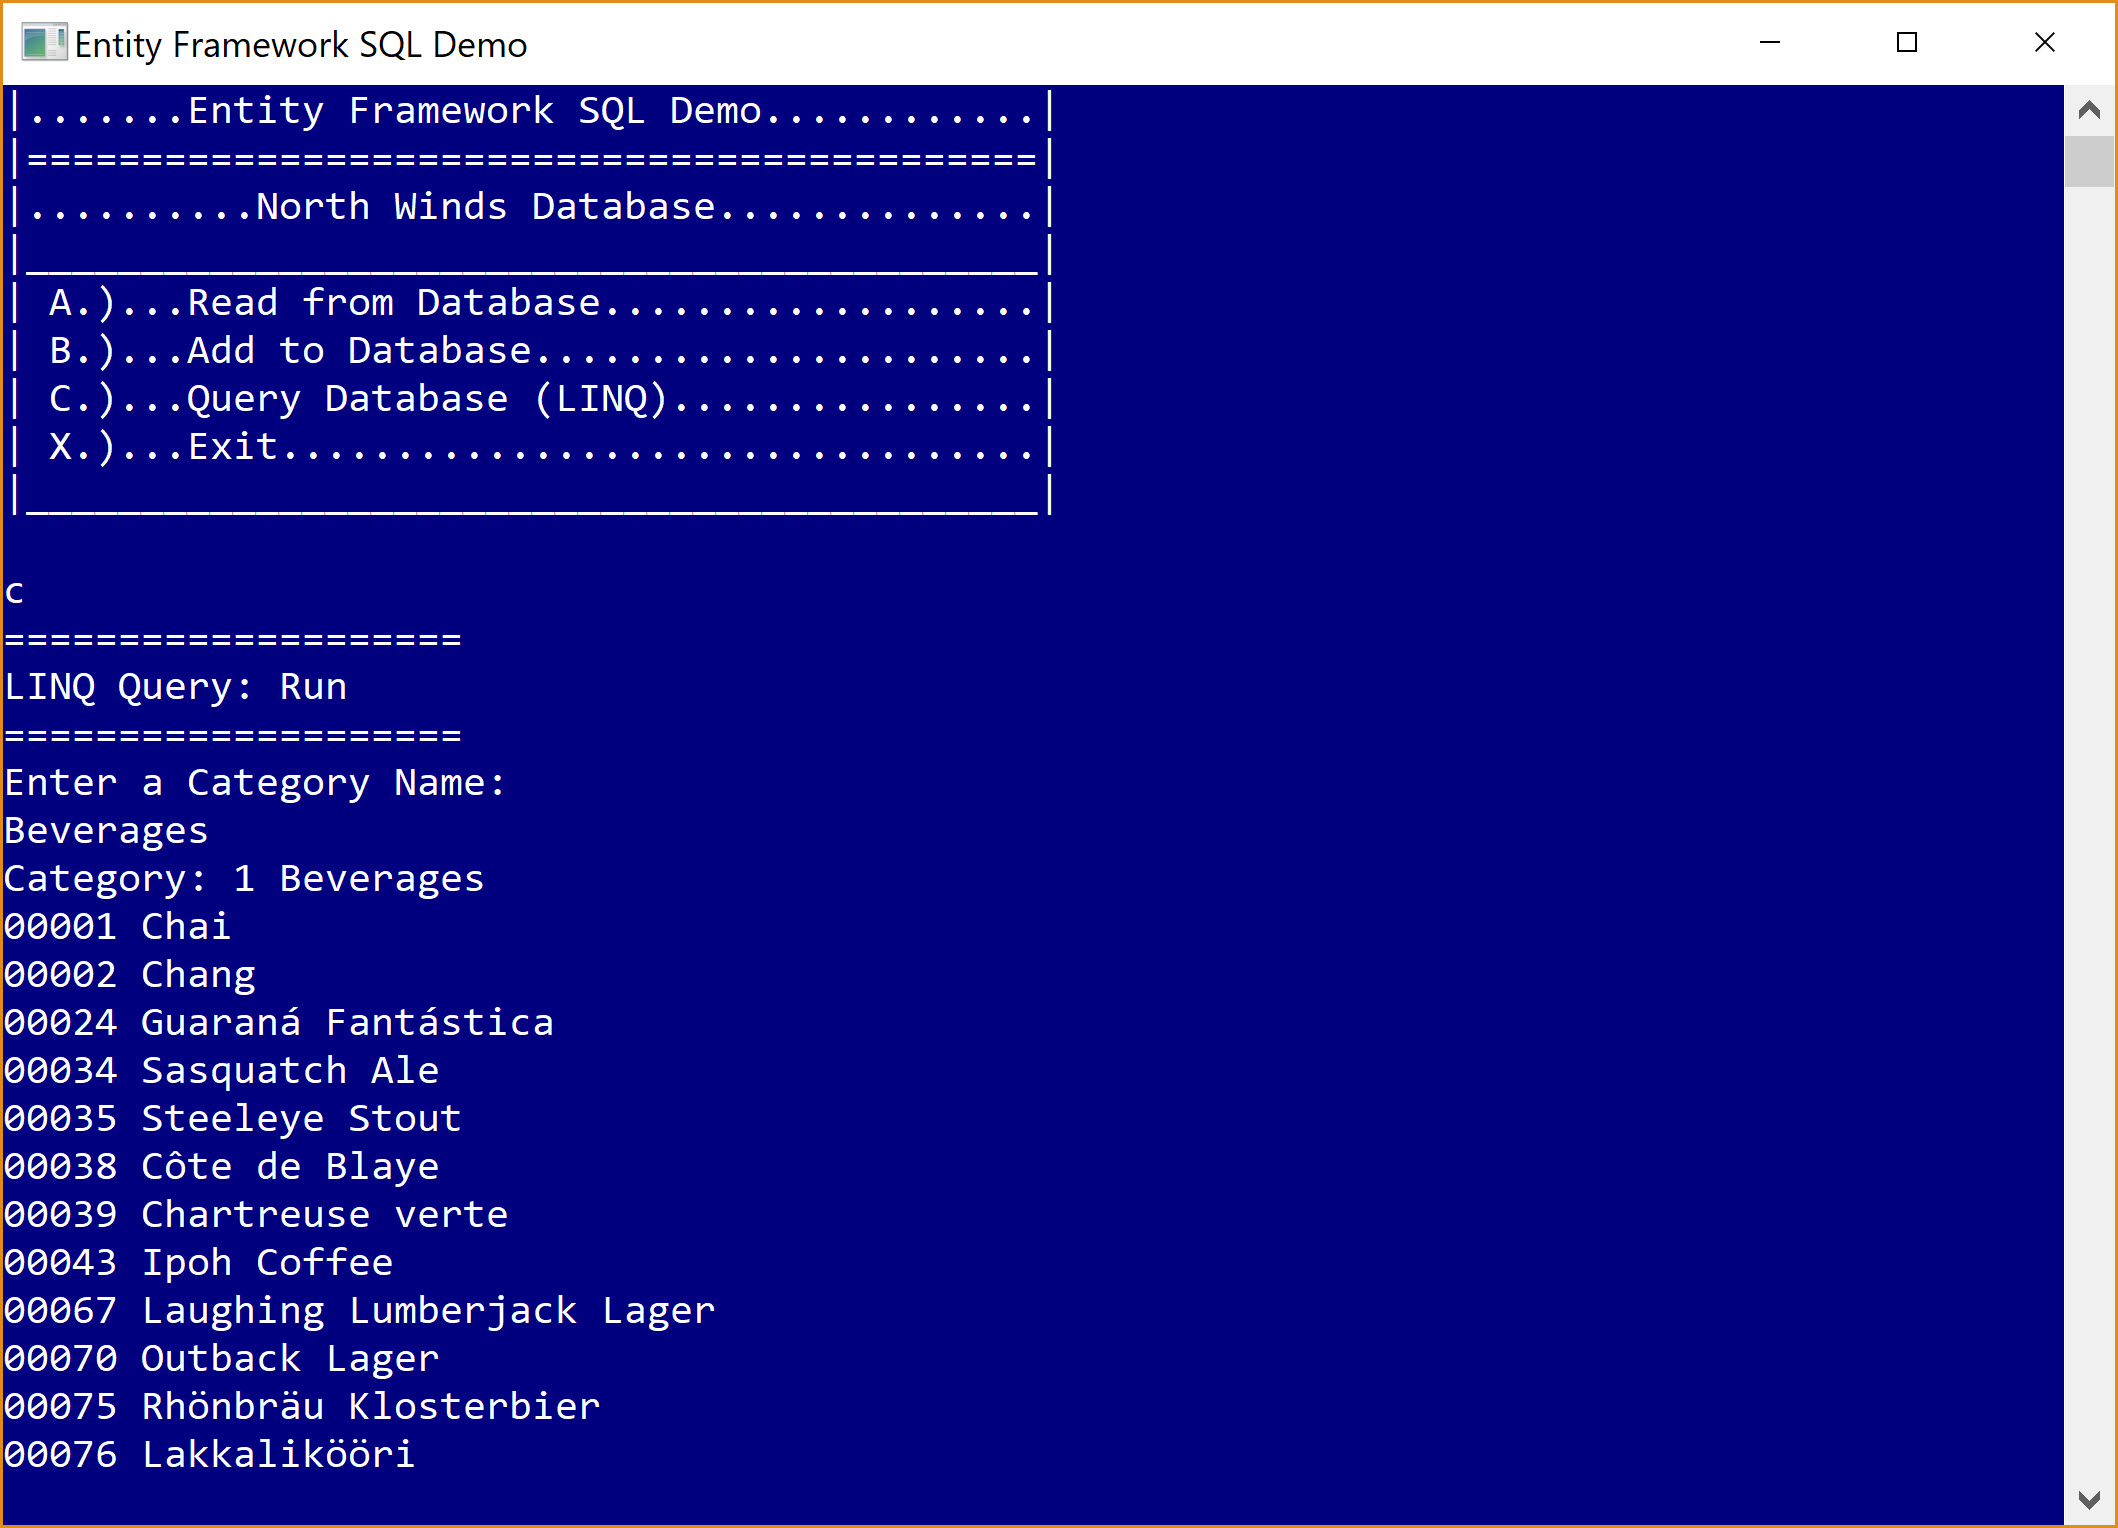 Entity Framework SQL Demo
|.......Entity Framework SQL Demo............|
|============================================|
|..........North Winds Database..............|
|____________________________________________|
| A.)...Read from Database...................|
| B.)...Add to Database......................|
| C.)...Query Database (LINQ)................|
| X.)...Exit.................................|
|____________________________________________|
c
====================
LINQ Query: Run
====================
Enter a Category Name:
Beverages
Category: 1 Beverages
00001 Chai
00002 Chang
00024 Guaraná Fantástica
00034 Sasquatch Ale
00035 Steeleye Stout
00038 Côte de Blaye
00039 Chartreuse verte
00043 Ipoh Coffee
00067 Laughing Lumberjack Lager
00070 Outback Lager
00075 Rhönbräu Klosterbier
00076 Lakkalikööri